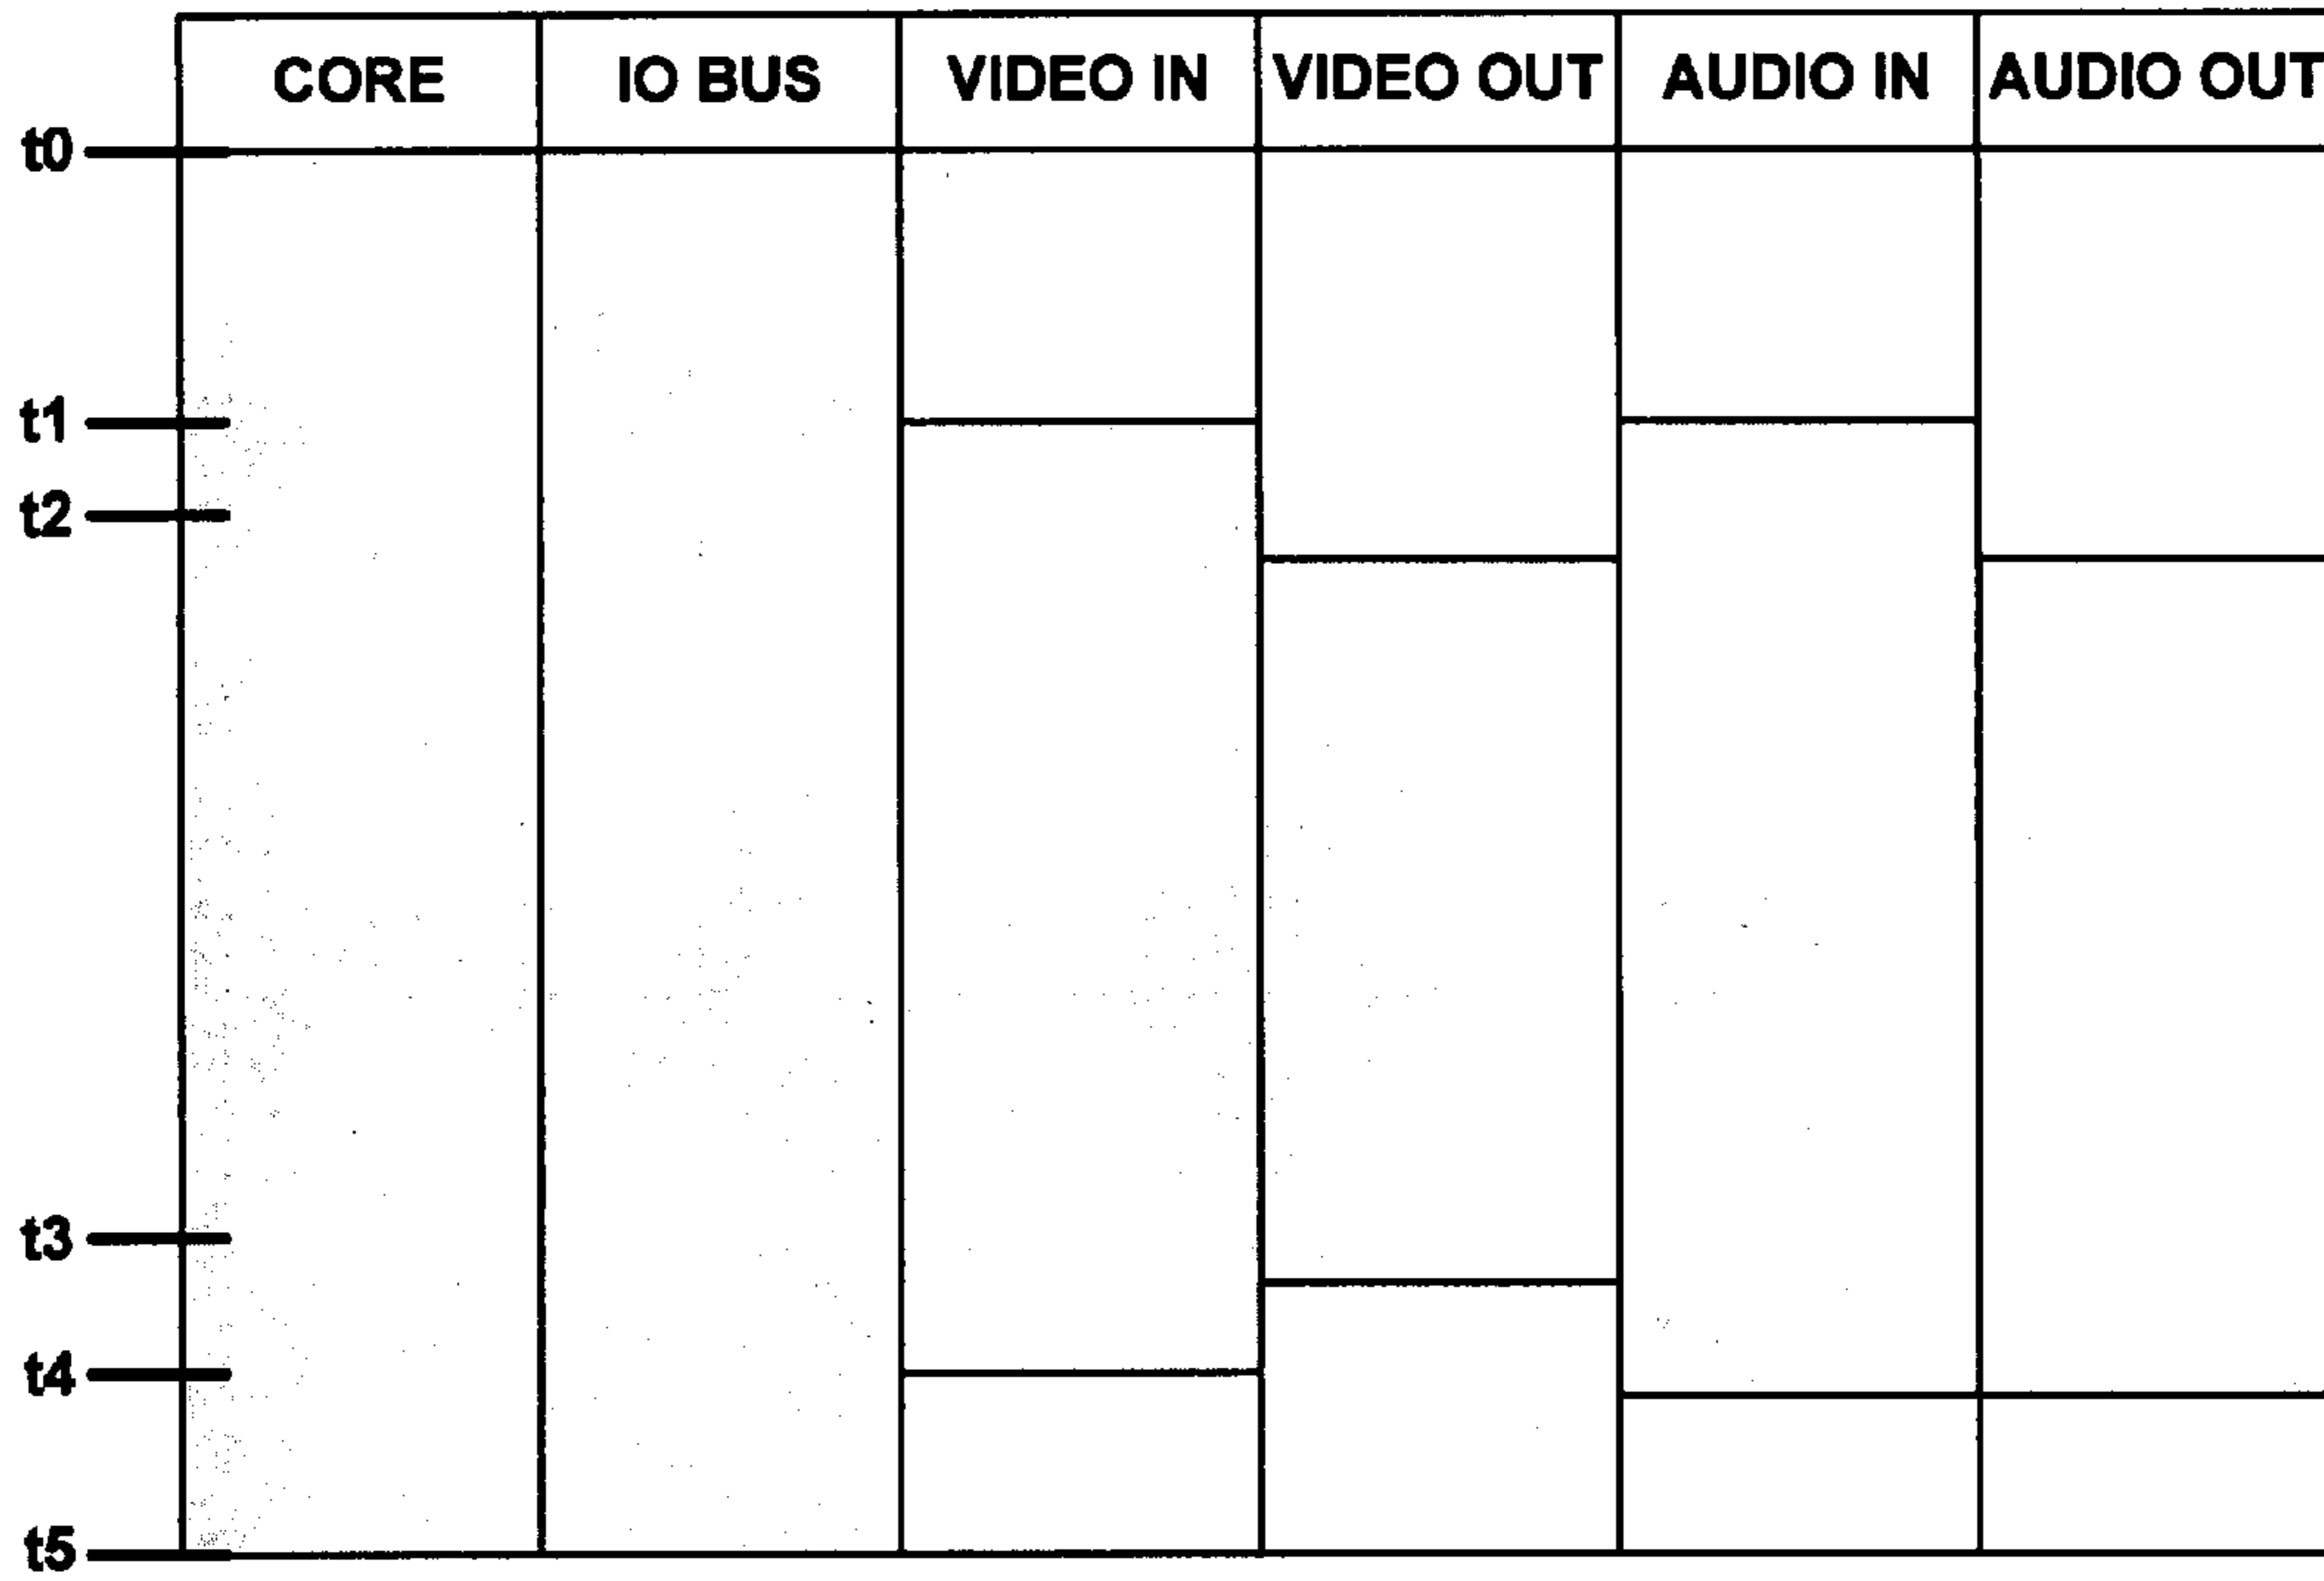 CORE IO BUS VIDEO IN VIDEO OUT AUDIO IN AUDIO OUT
t0
t1
t2
t3
t4
t5